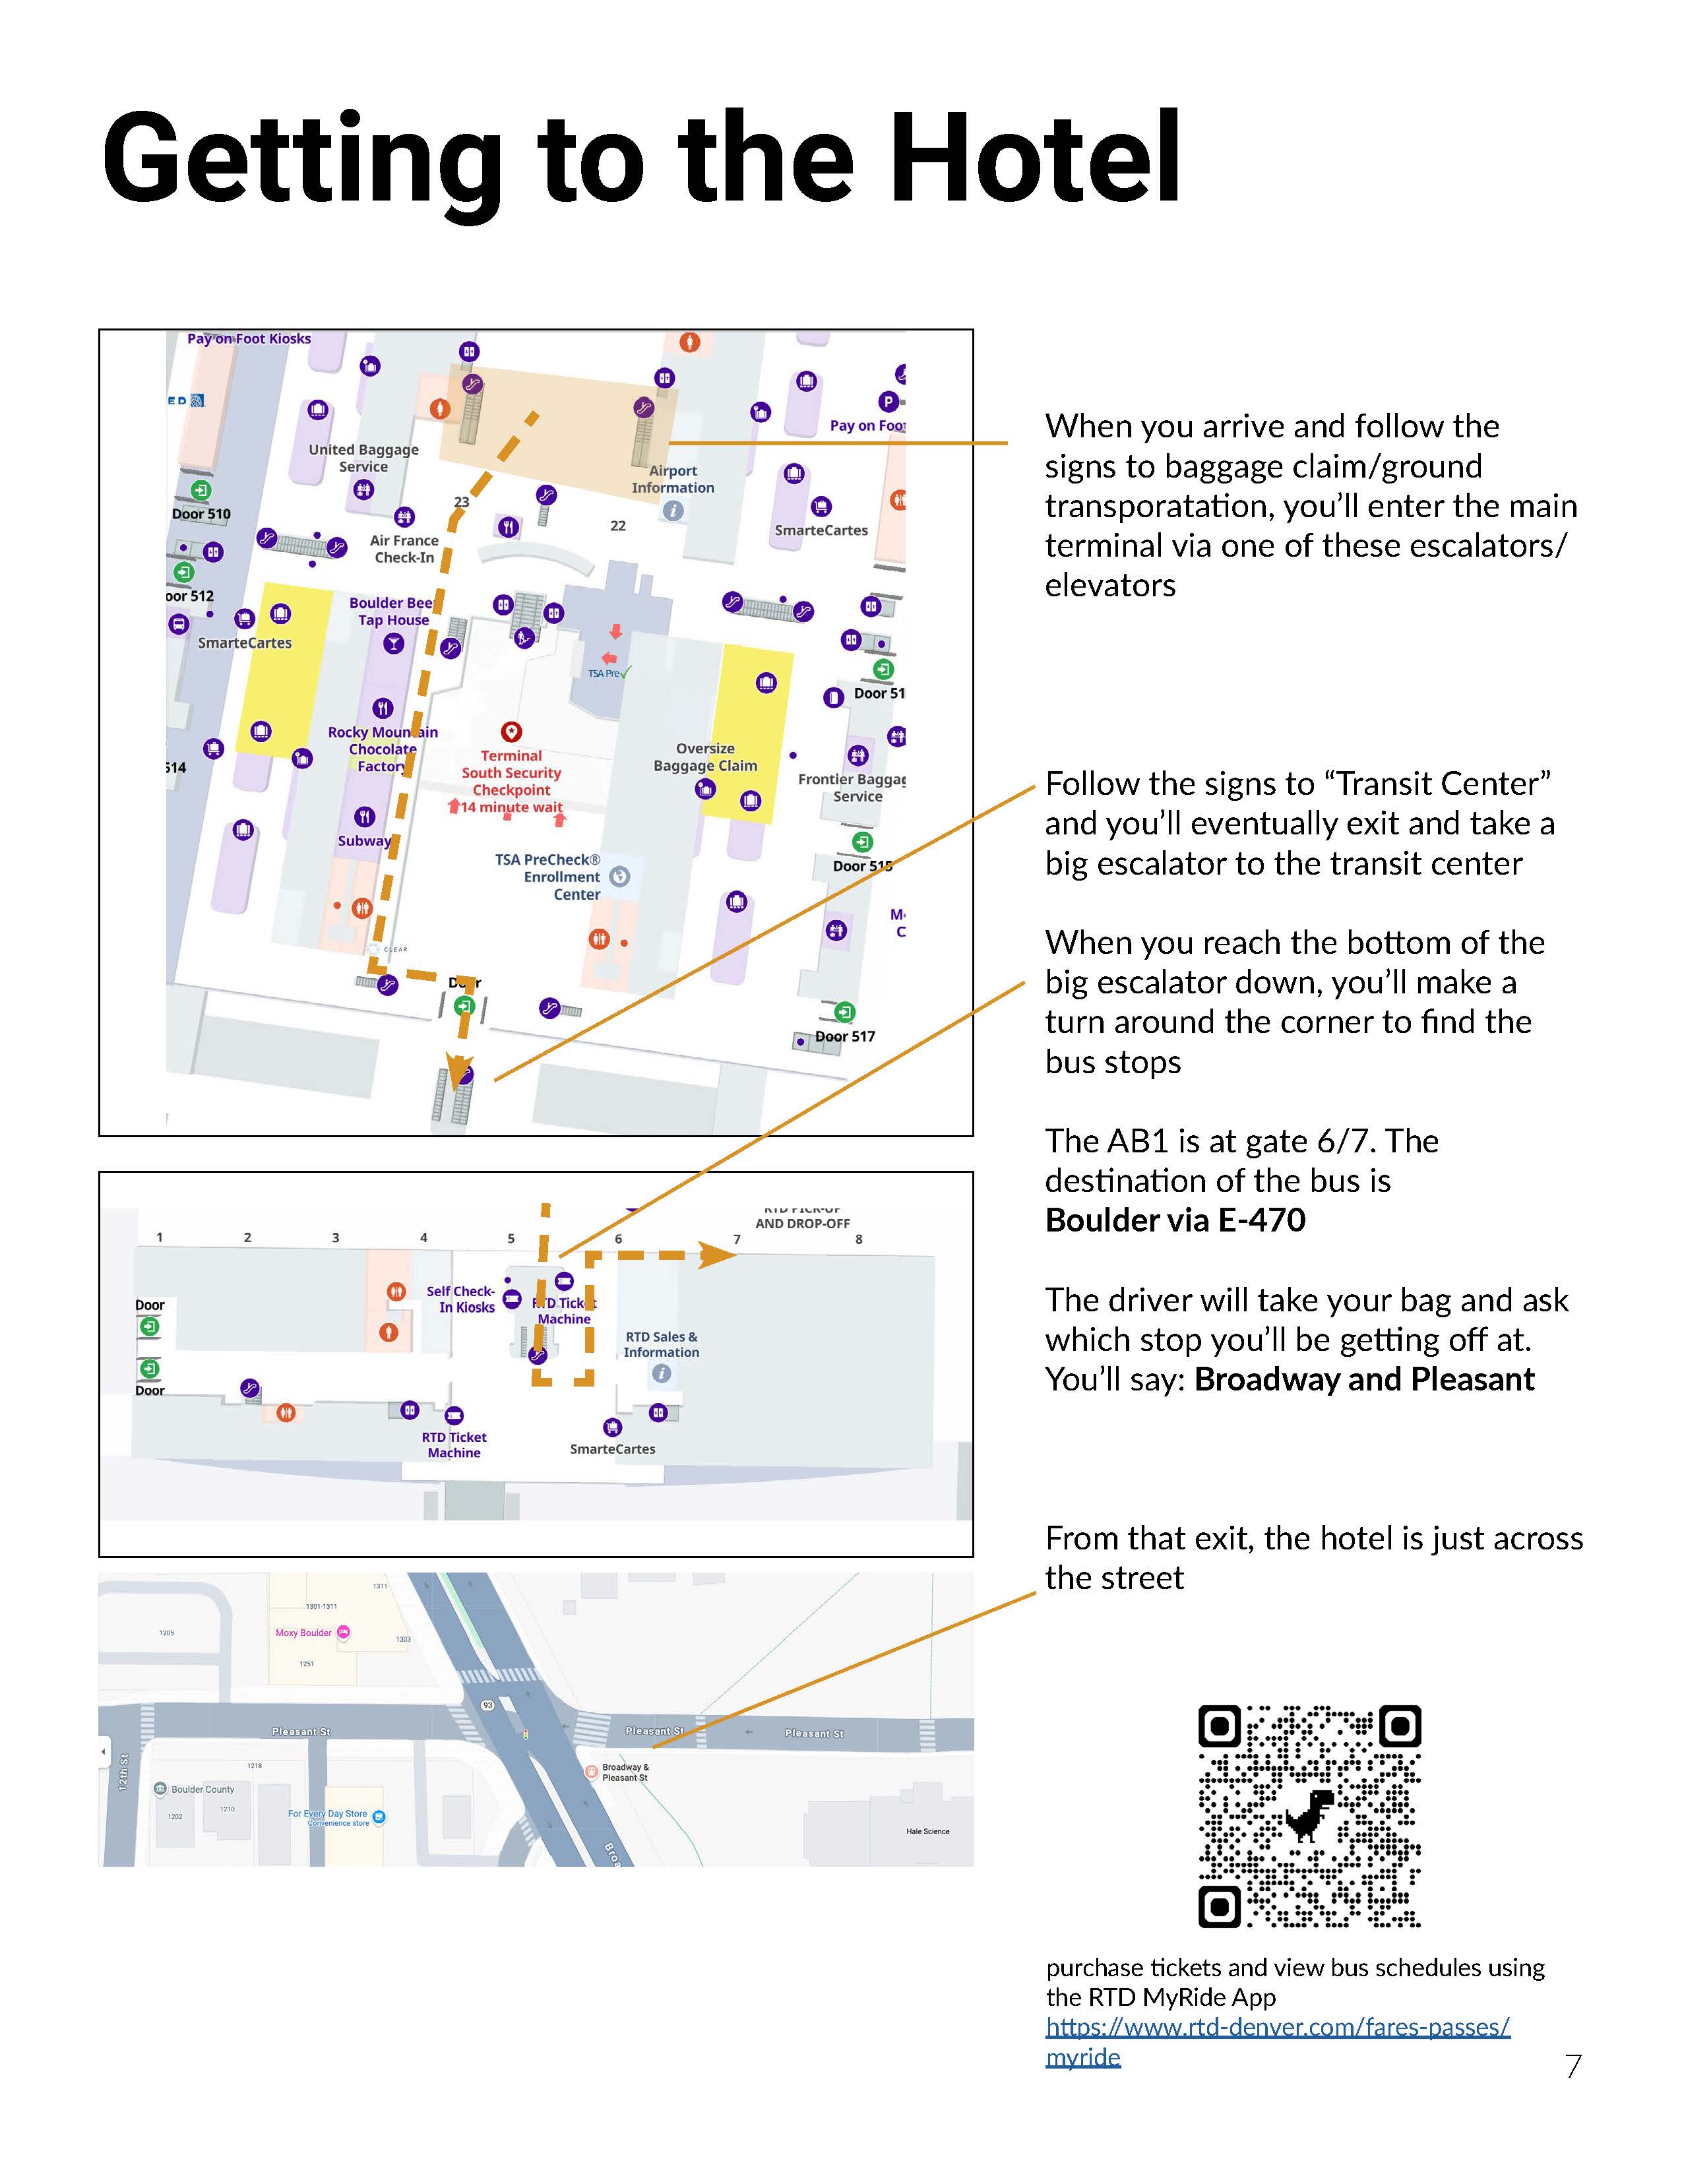 Getting to the Hotel
Pay on Foot Kiosks
ED
United Baggage
Service
Door 510
23
Air France
Check-In
Airport
Information
22
Pay on Foo
SmarteCartes
oor 512
SmarteCartes
Boulder Bee
Tap House
TSA Pre✓
Door 51
Rocky Mountain
Chocolate
Factory
514
Terminal
South Security
Checkpoint
14 minute wait
Oversize
Baggage Claim
Frontier Baggag
Service
Subway
TSA PreCheck®
Enrollment
Center
Door 515
M
C
CLEAR
Door
Door 517
When you arrive and follow the
signs to baggage claim/ground
transporatation, you’ll enter the main
terminal via one of these escalators/
elevators
Follow the signs to “Transit Center”
and you’ll eventually exit and take a
big escalator to the transit center
When you reach the bottom of the
big escalator down, you’ll make a
turn around the corner to find the
bus stops
The AB1 is at gate 6/7. The
destination of the bus is
Boulder via E-470
The driver will take your bag and ask
which stop you’ll be getting off at.
You’ll say: Broadway and Pleasant
RTD PICK-UP
AND DROP-OFF
1 2 3 4 5 6 7 8
Door
Self Check-
In Kiosks
RTD Ticket
Machine
RTD Sales &
Information
Door
RTD Ticket
Machine
SmarteCartes
From that exit, the hotel is just across
the street
1311
1301-1311
1205
Moxy Boulder
1303
1251
93
Pleasant St
Pleasant St
Pleasant St
12th St
Boulder County
1218
1202
1210
For Every Day Store
Convenience store
Broadway &
Pleasant St
Broa
Hale Science
purchase tickets and view bus schedules using
the RTD MyRide App
https://www.rtd-denver.com/fares-passes/
myride
7